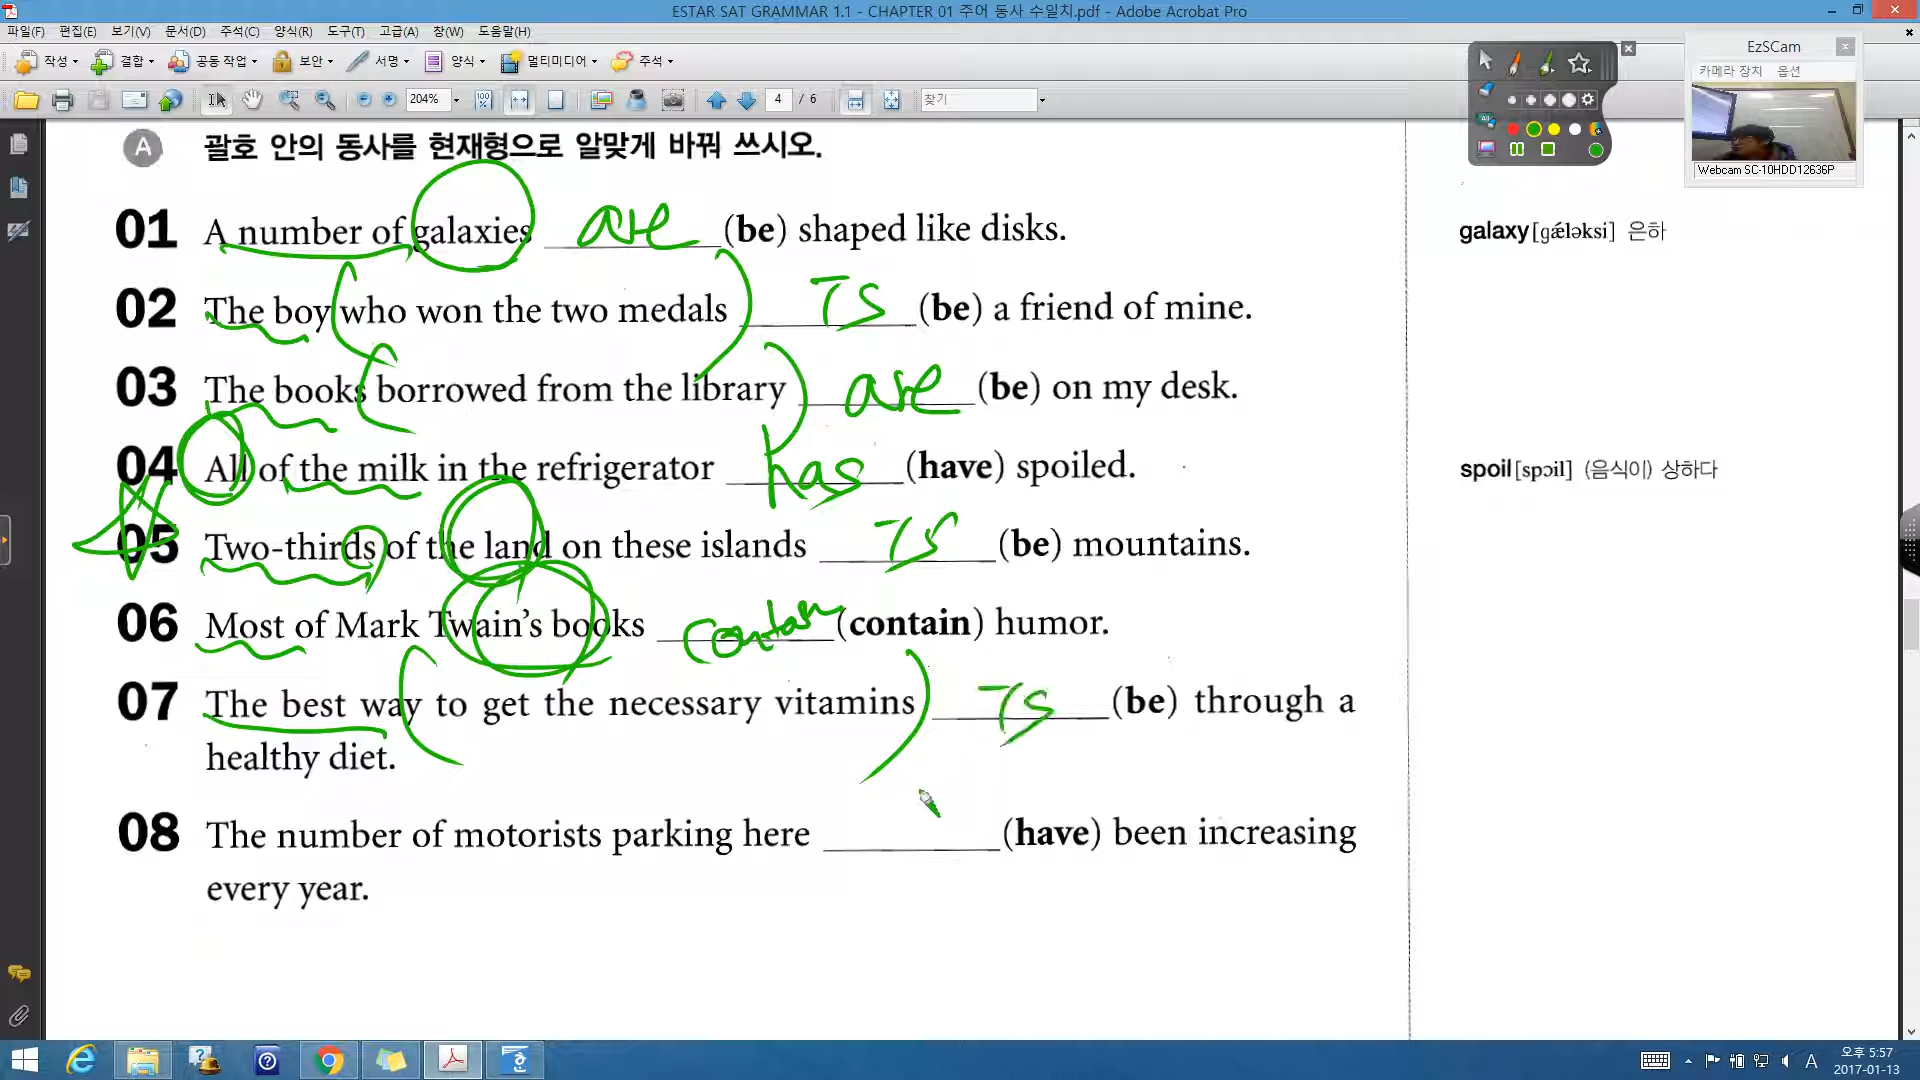 ESTAR SAT GRAMMAR 1.1 - CHAPTER 01 주어 동사 수일치.pdf - Adobe Acrobat Pro
파일(F) 편집(E) 보기(V) 문서(D) 주석(C) 양식(R) 도구(T) 고급(A) 창(W) 도움말(H)
작성 결합 공동 작업 보안 서명 양식 멀티미디어 주석
204% 4 / 6 찾기
EzSCam
카메라 장치 옵션
Webcam SC-10HDD12636P
A 괄호 안의 동사를 현재형으로 알맞게 바꿔 쓰시오.
01 A number of galaxies are (be) shaped like disks.
galaxy [gǽləksi] 은하
02 The boy who won the two medals is (be) a friend of mine.
03 The books borrowed from the library are (be) on my desk.
04 All of the milk in the refrigerator has (have) spoiled.
spoil [spɔil] (음식이) 상하다
05 Two-thirds of the land on these islands is (be) mountains.
06 Most of Mark Twain's books contain (contain) humor.
07 The best way to get the necessary vitamins is (be) through a
healthy diet.
08 The number of motorists parking here (have) been increasing
every year.
A 오후 5:57
2017-01-13